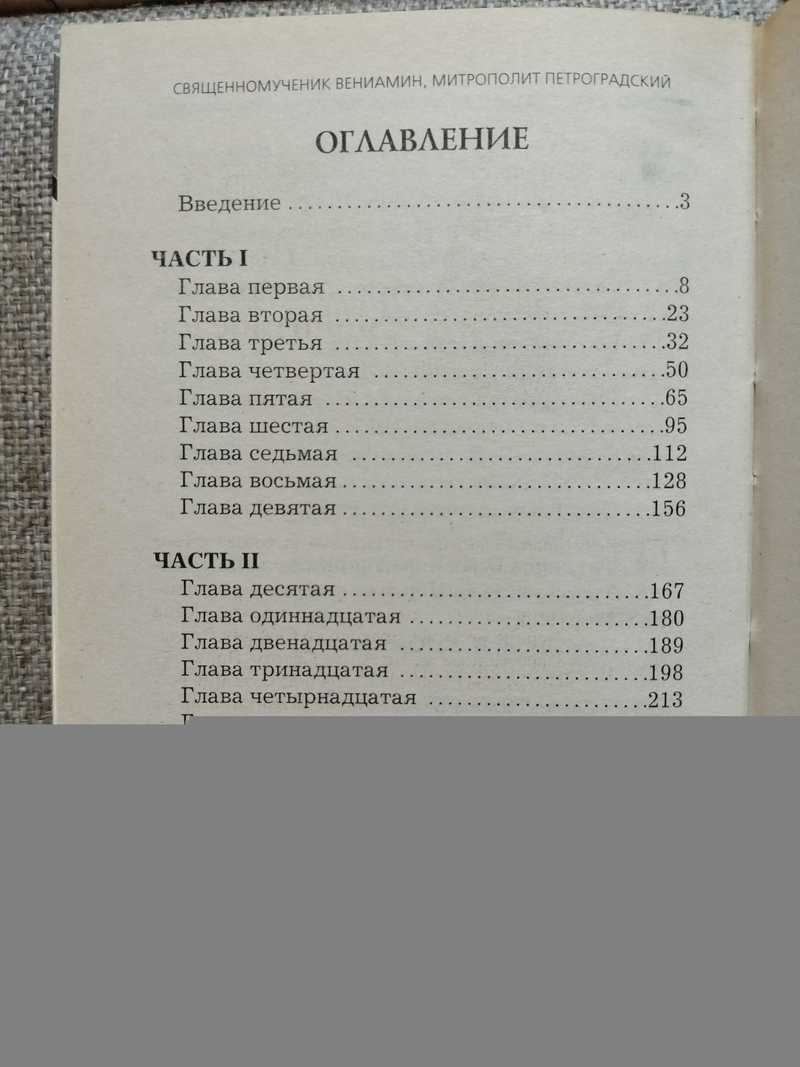 СВЯЩЕННОМУЧЕНИК ВЕНИАМИН, МИТРОПОЛИТ ПЕТРОГРАДСКИЙ
ОГЛАВЛЕНИЕ
Введение ........................................3
ЧАСТЬ I
Глава первая ...................................8
Глава вторая ..................................23
Глава третья ..................................32
Глава четвертая ..............................50
Глава пятая ...................................65
Глава шестая ..................................95
Глава седьмая ...............................112
Глава восьмая ................................128
Глава девятая ................................156
ЧАСТЬ II
Глава десятая ................................167
Глава одиннадцатая .........................180
Глава двенадцатая ..........................189
Глава тринадцатая ..........................198
Глава четырнадцатая .......................213